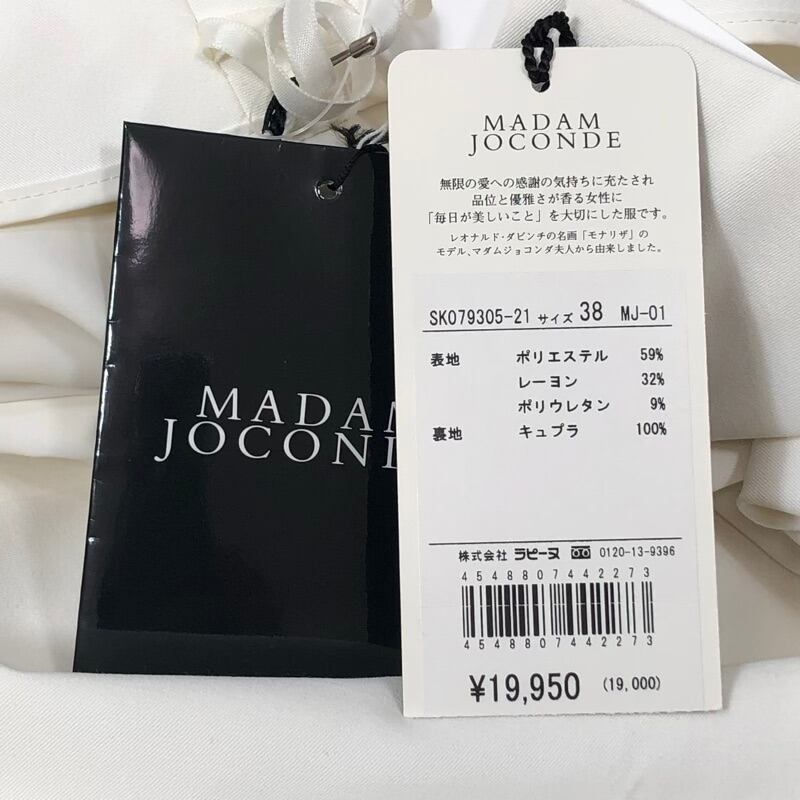 MADAM
JOCONDE
無限の愛への感謝の気持ちに充たされ
品位と優雅さが香る女性に
「毎日が美しいこと」を大切にした服です。
レオナルド・ダビンチの名画「モナリザ」の
モデル、マダムジョコンダ夫人から由来しました。
SK079305-21 サイズ 38 MJ-01
表地 ポリエステル 59%
レーヨン 32%
ポリウレタン 9%
裏地 キュプラ 100%
株式会社 ラピーヌ 0120-13-9396
4548807442273
4548807442273
¥19,950 (19,000)
MADAM
JOCOND